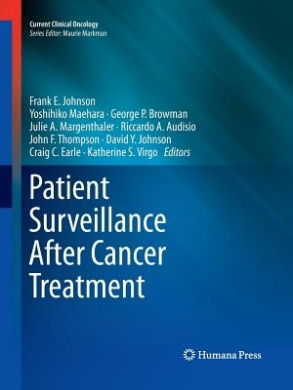 Current Clinical Oncology
Series Editor: Maurie Markman
Frank E. Johnson
Yoshihiko Maehara · George P. Browman
Julie A. Margenthaler · Riccardo A. Audisio
John F. Thompson · David Y. Johnson
Craig C. Earle · Katherine S. Virgo Editors
Patient
Surveillance
After Cancer
Treatment
Humana Press